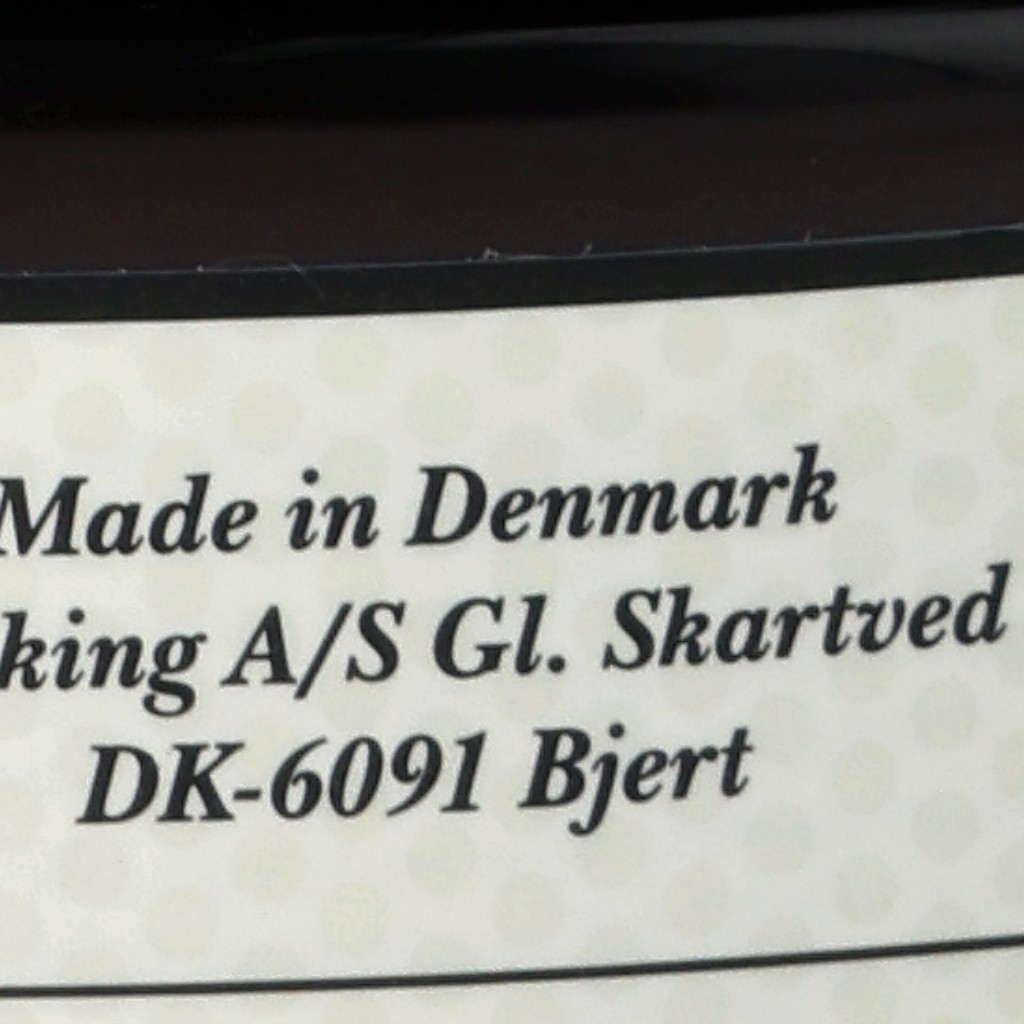 Made in Denmark
king A/S Gl. Skartved
DK-6091 Bjert